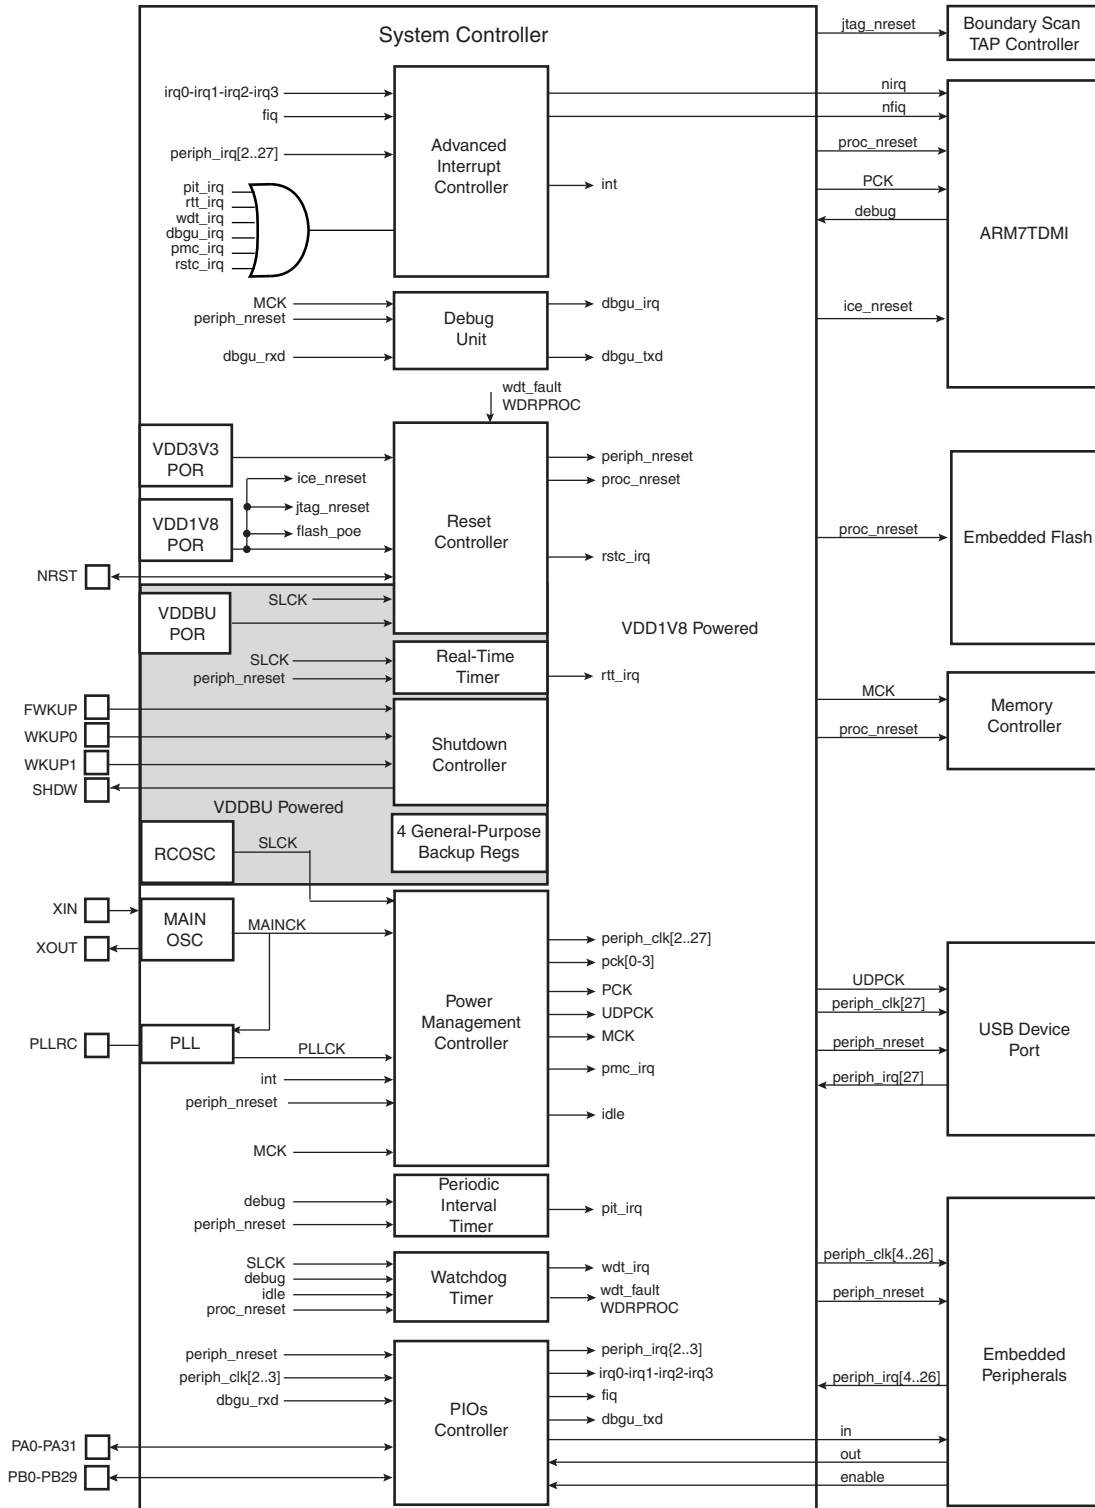 System Controller
jtag_nreset
Boundary Scan
TAP Controller
irq0-irq1-irq2-irq3
fiq
periph_irq[2..27]
pit_irq
rtt_irq
wdt_irq
dbgu_irq
pmc_irq
rstc_irq
Advanced
Interrupt
Controller
int
nirq
nfiq
proc_nreset
PCK
debug
ice_nreset
ARM7TDMI
MCK
periph_nreset
dbgu_rxd
Debug
Unit
dbgu_irq
dbgu_txd
wdt_fault
WDRPROC
VDD3V3
POR
VDD1V8
POR
ice_nreset
jtag_nreset
flash_poe
Reset
Controller
periph_nreset
proc_nreset
rstc_irq
proc_nreset
Embedded Flash
NRST
VDDBU
POR
SLCK
VDD1V8 Powered
SLCK
periph_nreset
Real-Time
Timer
rtt_irq
FWKUP
WKUP0
WKUP1
SHDW
Shutdown
Controller
VDDBU Powered
MCK
proc_nreset
Memory
Controller
RCOSC
SLCK
4 General-Purpose
Backup Regs
XIN
XOUT
MAIN
OSC
MAINCK
PLLRC
PLL
PLLCK
int
periph_nreset
MCK
Power
Management
Controller
periph_clk[2..27]
pck[0-3]
PCK
UDPCK
MCK
pmc_irq
idle
UDPCK
periph_clk[27]
periph_nreset
periph_irq[27]
USB Device
Port
debug
periph_nreset
Periodic
Interval
Timer
pit_irq
SLCK
debug
idle
proc_nreset
Watchdog
Timer
wdt_irq
wdt_fault
WDRPROC
periph_nreset
periph_clk[2..3]
dbgu_rxd
PIOs
Controller
periph_irq{2..3]
irq0-irq1-irq2-irq3
fiq
dbgu_txd
PA0-PA31
PB0-PB29
periph_clk[4..26]
periph_nreset
periph_irq[4..26]
in
out
enable
Embedded
Peripherals